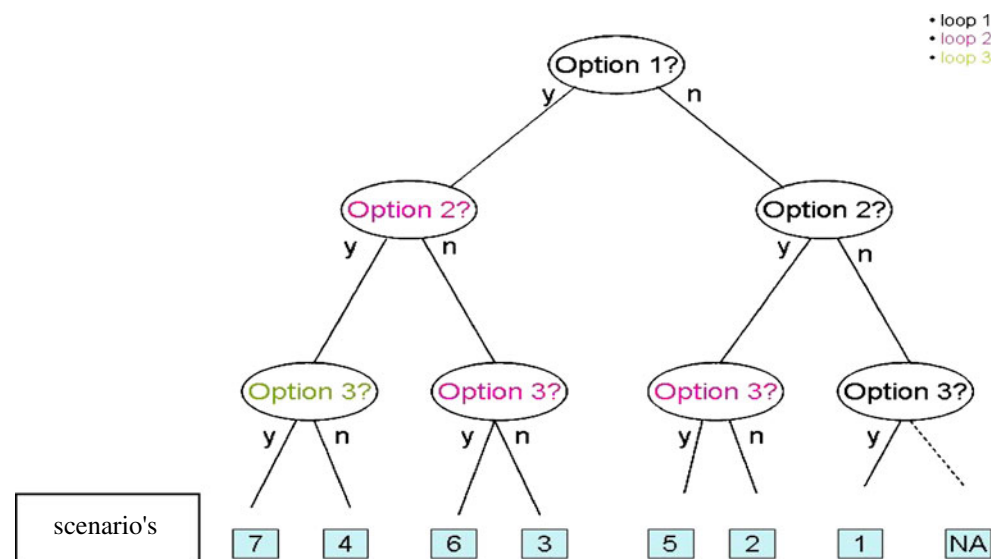 • loop 1
• loop 2
• loop 3
Option 1?
y n
Option 2? Option 2?
y n y n
Option 3? Option 3? Option 3? Option 3?
y n y n y n y
scenario's
7 4 6 3 5 2 1 NA